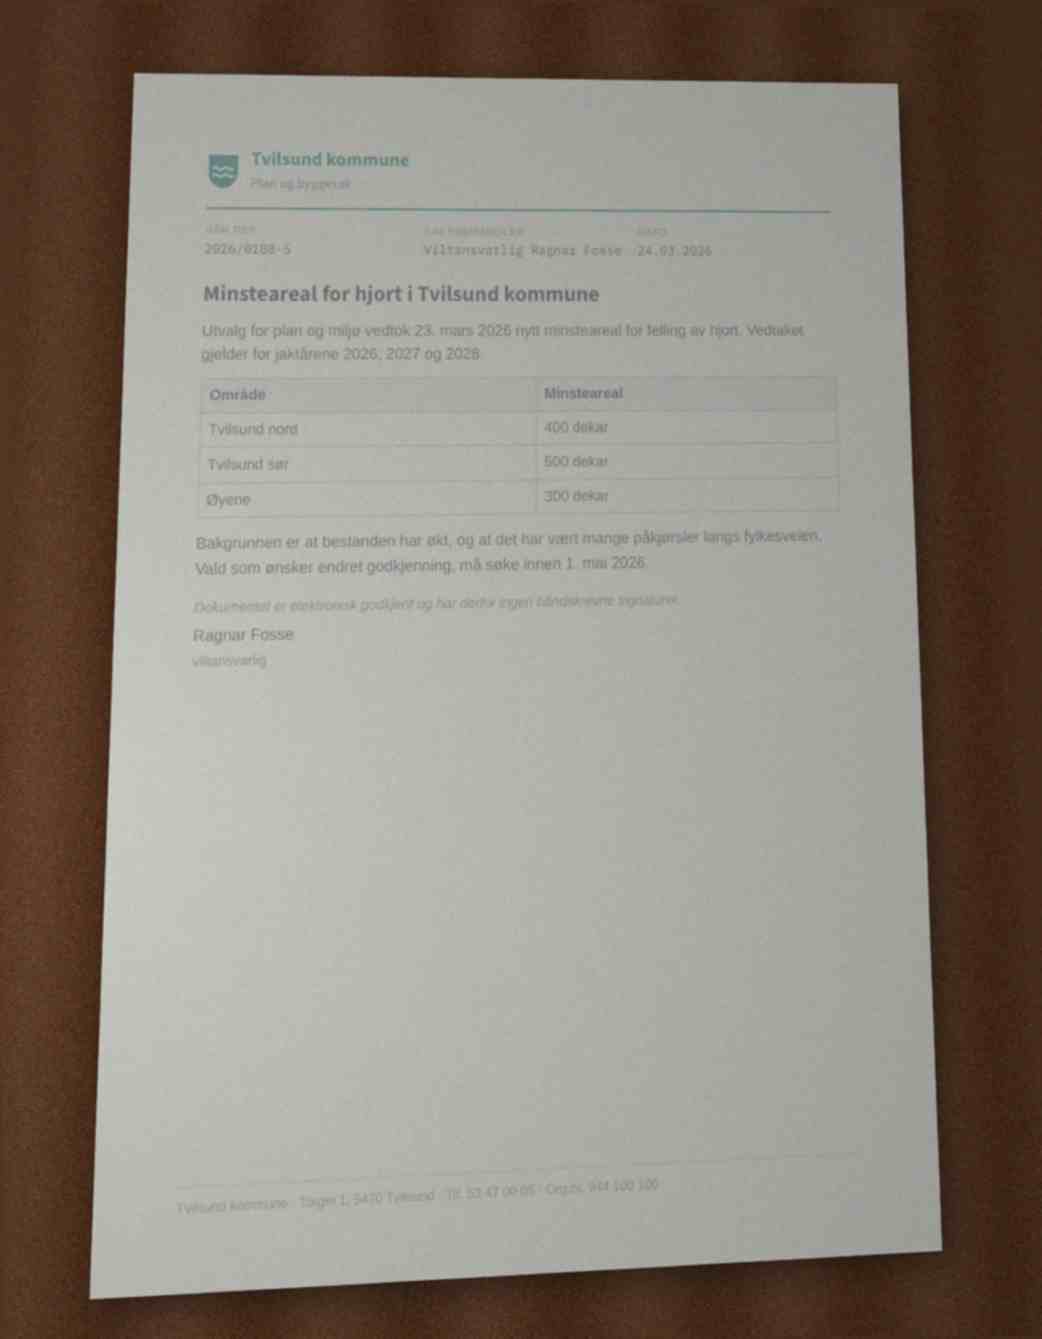 Tvilsund kommune
Plan og byggesak
SAK REF.
SAKSBEHANDLER
DATO
2026/0188-5
Viltansvarlig Ragnar Fosse
24.03.2026
Minsteareal for hjort i Tvilsund kommune
Utvalg for plan og miljø vedtok 23. mars 2026 nytt minsteareal for felling av hjort. Vedtaket
gjelder for jaktårene 2026, 2027 og 2028.
Område
Minsteareal
Tvilsund nord
400 dekar
Tvilsund sør
500 dekar
Øyene
300 dekar
Bakgrunnen er at bestanden har økt, og at det har vært mange påkjørsler langs fylkesveien.
Vald som ønsker endret godkjenning, må søke innen 1. mai 2026.
Dokumentet er elektronisk godkjent og har derfor ingen håndskrevne signaturer.
Ragnar Fosse
viltansvarlig
Tvilsund kommune · Torget 1, 5470 Tvilsund · Tlf. 53 47 00 05 · Org.nr. 944 100 100